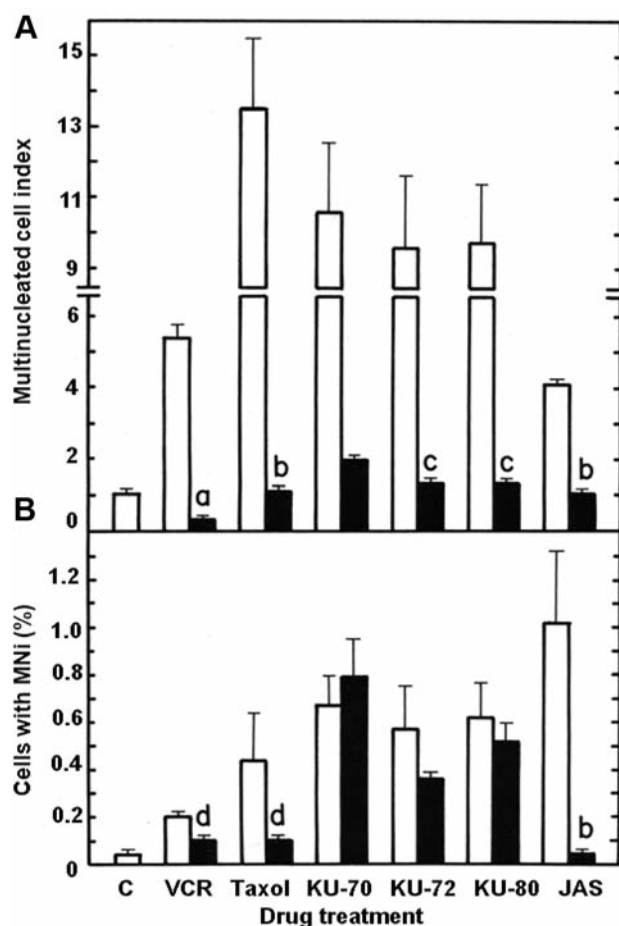 A
Multinucleated cell index
15
13
11
9
6
4
2
0
a
b
c
c
b
B
Cells with MNi (%)
1.2
1.0
0.8
0.6
0.4
0.2
0
d
d
b
C VCR Taxol KU-70 KU-72 KU-80 JAS
Drug treatment